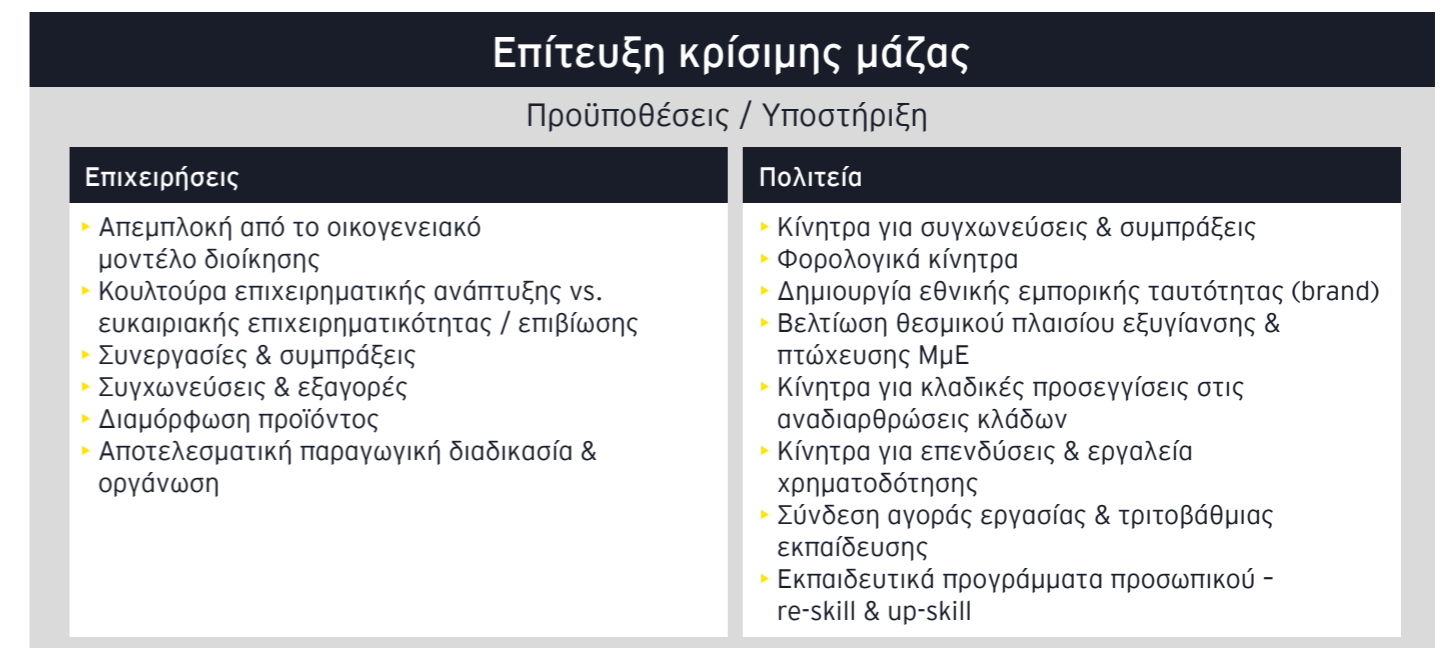 Επίτευξη κρίσιμης μάζας
Προϋποθέσεις / Υποστήριξη
Επιχειρήσεις
‣ Απεμπλοκή από το οικογενειακό
μοντέλο διοίκησης
‣ Κουλτούρα επιχειρηματικής ανάπτυξης vs.
ευκαιριακής επιχειρηματικότητας / επιβίωσης
‣ Συνεργασίες & συμπράξεις
‣ Συγχωνεύσεις & εξαγορές
‣ Διαμόρφωση προϊόντος
‣ Αποτελεσματική παραγωγική διαδικασία &
οργάνωση
Πολιτεία
‣ Κίνητρα για συγχωνεύσεις & συμπράξεις
‣ Φορολογικά κίνητρα
‣ Δημιουργία εθνικής εμπορικής ταυτότητας (brand)
‣ Βελτίωση θεσμικού πλαισίου εξυγίανσης &
πτώχευσης ΜμΕ
‣ Κίνητρα για κλαδικές προσεγγίσεις στις
αναδιαρθρώσεις κλάδων
‣ Κίνητρα για επενδύσεις & εργαλεία
χρηματοδότησης
‣ Σύνδεση αγοράς εργασίας & τριτοβάθμιας
εκπαίδευσης
‣ Εκπαιδευτικά προγράμματα προσωπικού –
re-skill & up-skill